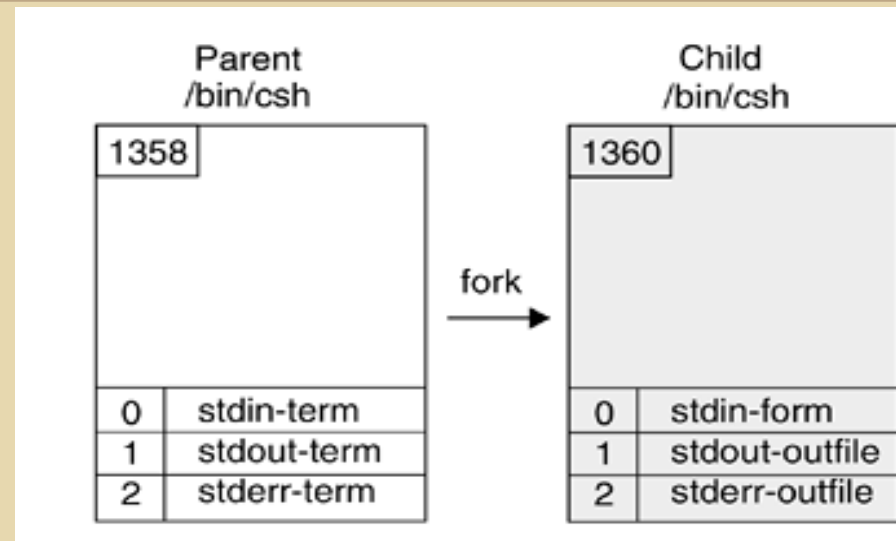 Parent
/bin/csh
1358
0 stdin-term
1 stdout-term
2 stderr-term
fork
Child
/bin/csh
1360
0 stdin-form
1 stdout-outfile
2 stderr-outfile